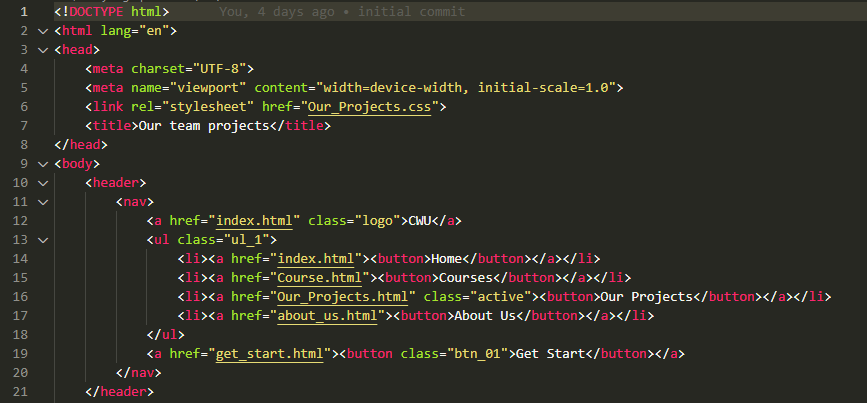 1 <!DOCTYPE html> You, 4 days ago • initial commit
2 <html lang="en">
3 <head>
4 <meta charset="UTF-8">
5 <meta name="viewport" content="width=device-width, initial-scale=1.0">
6 <link rel="stylesheet" href="Our_Projects.css">
7 <title>Our team projects</title>
8 </head>
9 <body>
10 <header>
11 <nav>
12 <a href="index.html" class="logo">CWU</a>
13 <ul class="ul_1">
14 <li><a href="index.html"><button>Home</button></a></li>
15 <li><a href="Course.html"><button>Courses</button></a></li>
16 <li><a href="Our_Projects.html" class="active"><button>Our Projects</button></a></li>
17 <li><a href="about_us.html"><button>About Us</button></a></li>
18 </ul>
19 <a href="get_start.html"><button class="btn_01">Get Start</button></a>
20 </nav>
21 </header>